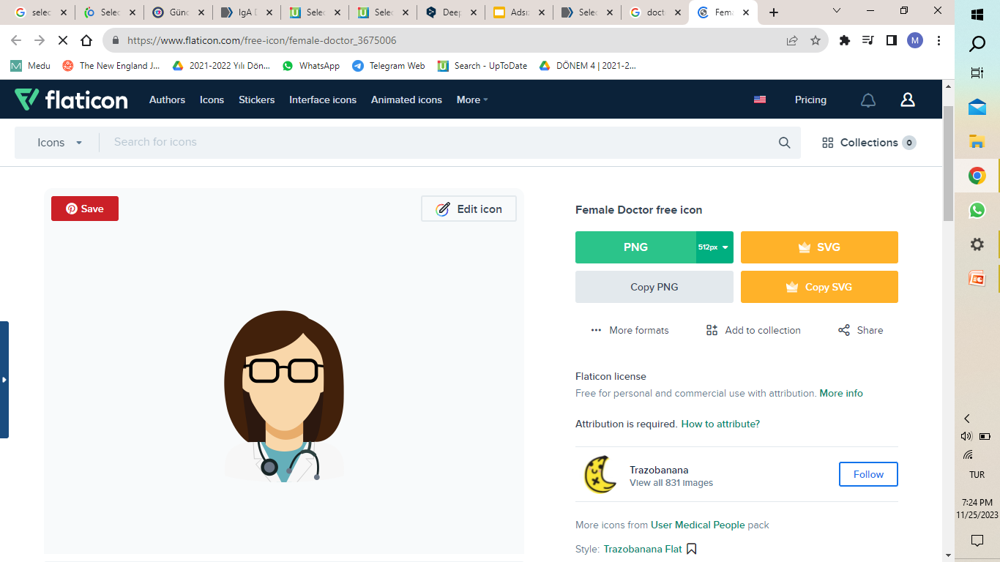 selec
Selec
Günc
IgA D
Selec
Selec
Deep
Adsız
Selec
doct
Fema
https://www.flaticon.com/free-icon/female-doctor_3675006
M
Medu
The New England J...
2021-2022 Yılı Dön...
WhatsApp
Telegram Web
Search - UpToDate
DÖNEM 4 | 2021-2...
flaticon
Authors
Icons
Stickers
Interface icons
Animated icons
More
Pricing
Icons
Search for icons
Collections
0
Save
Edit icon
Female Doctor free icon
PNG
512px
SVG
Copy PNG
Copy SVG
More formats
Add to collection
Share
Flaticon license
Free for personal and commercial use with attribution. More info
Attribution is required. How to attribute?
Trazobanana
View all 831 images
Follow
More icons from User Medical People pack
Style: Trazobanana Flat
TUR
7:24 PM
11/25/2023